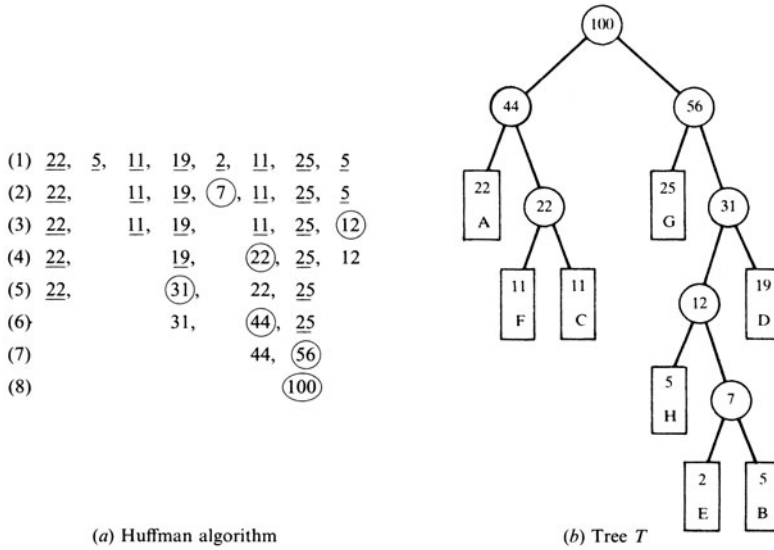 (1) 22, 5, 11, 19, 2, 11, 25, 5
(2) 22, 11, 19, 7, 11, 25, 5
(3) 22, 11, 19, 11, 25, 12
(4) 22, 19, 22, 25, 12
(5) 22, 31, 22, 25
(6) 31, 44, 25
(7) 44, 56
(8) 100
(a) Huffman algorithm
100
44 56
22 A
22
25 G
31
11 F
11 C
12
19 D
5 H
7
2 E
5 B
(b) Tree T